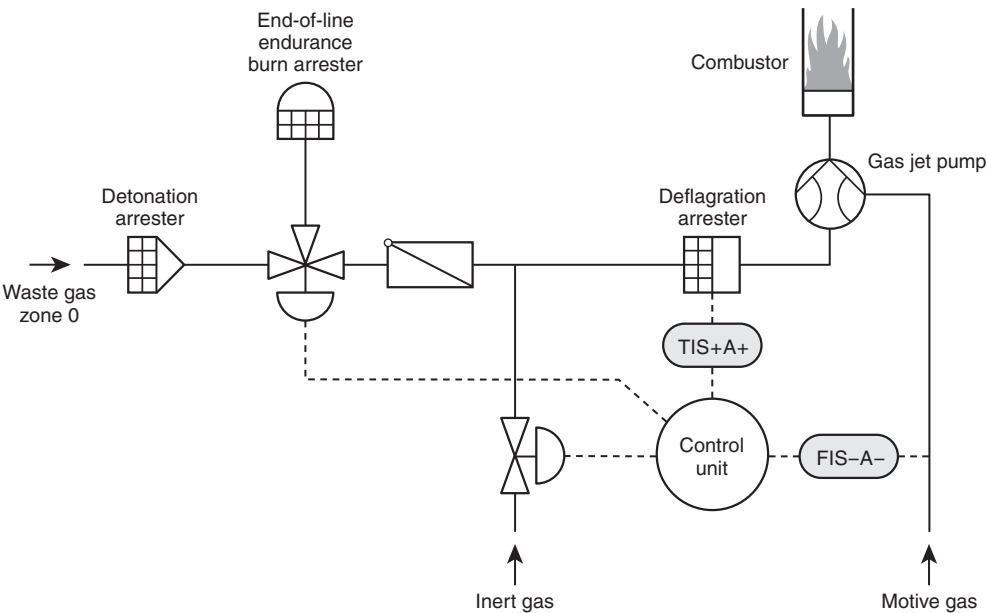 End-of-line
endurance
burn arrester
Combustor
Gas jet pump
Detonation
arrester
Deflagration
arrester
Waste gas
zone 0
TIS+A+
Control
unit
FIS–A–
Inert gas
Motive gas